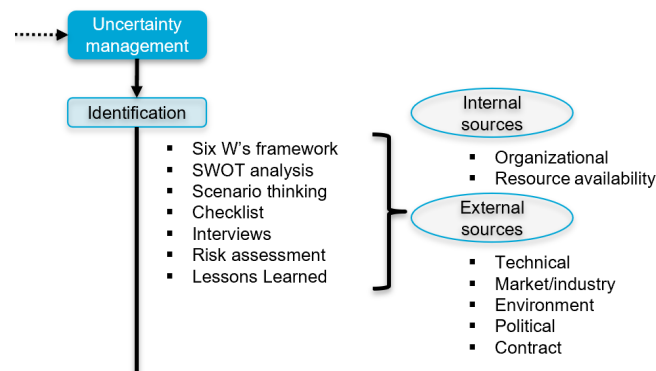 Uncertainty
management
Identification
Six W's framework
SWOT analysis
Scenario thinking
Checklist
Interviews
Risk assessment
Lessons Learned
Internal
sources
Organizational
Resource availability
External
sources
Technical
Market/industry
Environment
Political
Contract